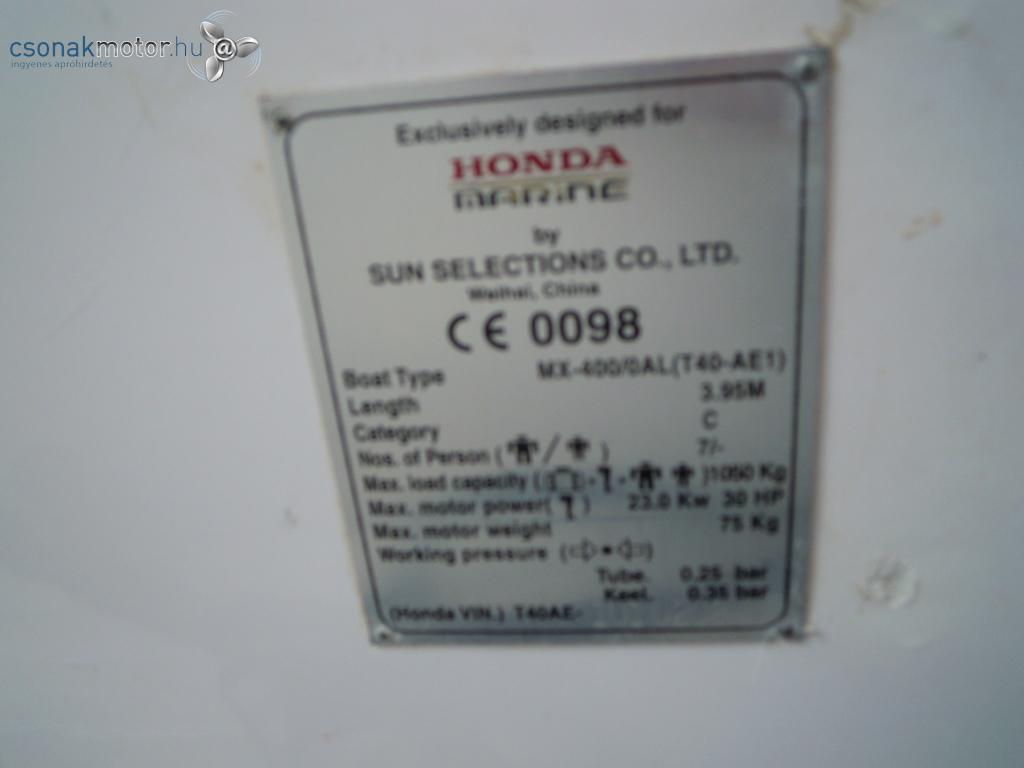 csonakmotor.hu
ingyenes apróhirdetés
Exclusively designed for
HONDA
MARINE
by
SUN SELECTIONS CO., LTD.
Weihai, China
CE 0098
Boat Type MX-400/0AL(T40-AE1)
Length 3.95M
Category C
Nos. of Person ( / ) 7/-
Max. load capacity ( - - ) 1050 Kg
Max. motor power( ) 23.0 Kw 30 HP
Max. motor weight 75 Kg
Working pressure ( )
Tube. 0.25 bar
Keel. 0.35 bar
(Honda VIN.) T40AE-